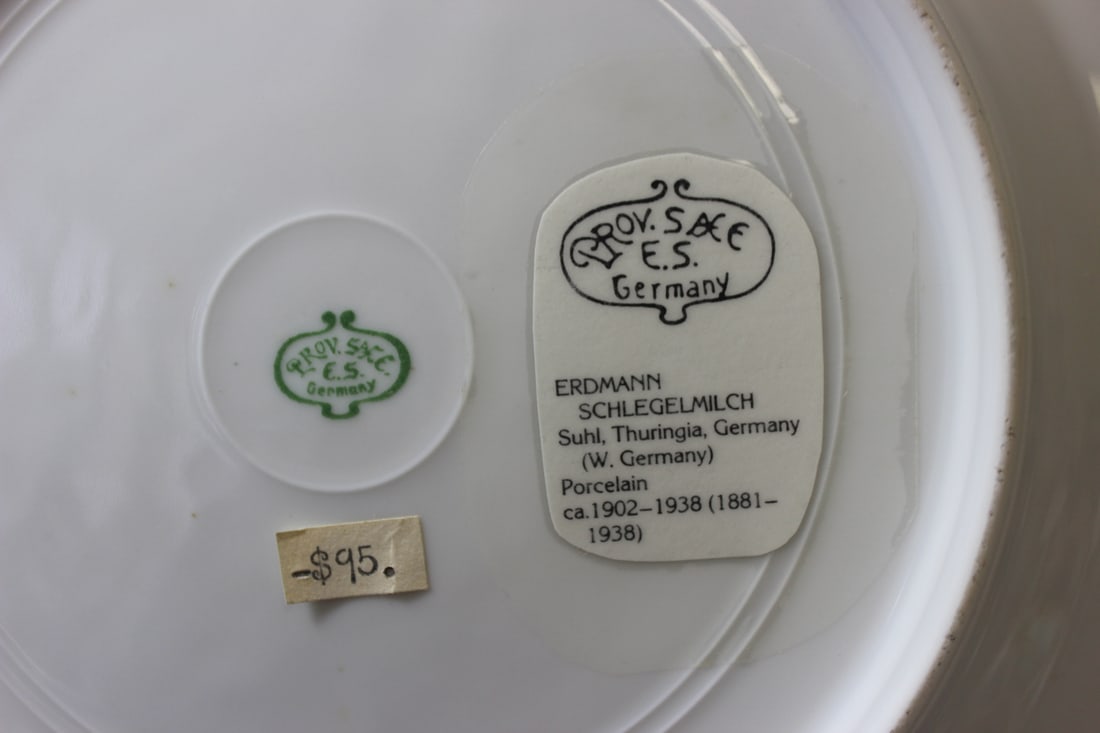 PROV. SAXE.
E.S.
Germany
-$95.
PROV. SAXE
E.S.
Germany
ERDMANN
SCHLEGELMILCH
Suhl, Thuringia, Germany
(W. Germany)
Porcelain
ca.1902–1938 (1881–
1938)